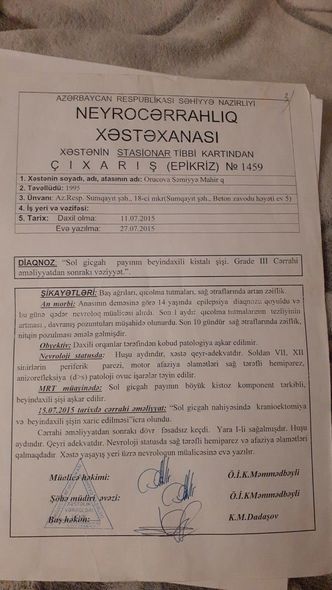 2/
AZƏRBAYCAN RESPUBLİKASI SƏHİYYƏ NAZİRLİYİ
NEYROCƏRRAHLIQ
XƏSTƏXANASI
XƏSTƏNİN STASİONAR TİBBİ KARTINDAN
ÇIXARIŞ (EPİKRİZ) № 1459
1. Xəstənin soyadı, adı, atasının adı: Orucova Səmiyyə Mahir q
2. Təvəllüdü: 1995
3. Ünvanı: Az.Resp. Sumqayıt şəh., 18-ci mkr(Sumqayıt şəh., Beton zavodu həyəti ev 5)
4. İş yeri və vəzifəsi:
5. Tarix: Daxil olma: 11.07.2015
Evə yazılma: 27.07.2015
DİAQNOZ: "Sol gicgah payının beyindaxili kistalı şişi. Grade III Cərrahi
əməliyyatdan sonrakı vəziyyət.".
ŞİKAYƏTLƏRİ: Baş ağrıları, qıcolma tutmaları, sağ ətraflarında artan zəiflik.
An morbi: Anasının deməsinə görə 14 yaşında epilepsiya diaqnozu qoyuldu və
bu günə qədər nevroloq müalicəsi alırdı. Son 1 aydır qıcolma tutmalarının tezliyinin
artması, davranış pozuntuları müşahidə olunurdu. Son 10 gündür sağ ətraflarında zəiflik,
nitqin pozulması əmələ gəlmişdir.
Obyektiv: Daxili orqanlar tərəfindən kobud patologiya aşkar edilmir.
Nevroloji statusda: Huşu aydındır, xəstə qeyri-adekvatdır. Soldan VII, XII
sinirlərin periferik parezi, motor afaziya əlamətləri sağ tərəfli hemiparez,
anizorefleksiya (d>s) patoloji ovuc işarələr təyin edilir.
MRT müayinədə: Sol gicgah payının böyük kistoz komponent tərkibli,
beyindaxili şişi aşkar edilir.
15.07.2015 tarixdə cərrahi əməliyyat: "Sol gicgah nahiyəsində kranioektomiya
və beyindaxili şişin xaric edilməsi" icra olundu.
Cərrahi əməliyyatdan sonrakı dövr fəsadsız keçdi. Yara I-li sağalmışdır. Huşu
aydındır. Qeyri adekvatdır. Nevroloji statusda sağ tərəfli hemiparez və afaziya əlamətləri
qalmaqdadır. Xəstə yaşayış yeri üzrə nevroloqun müalicəsinə evə yazılır.
Müalicə həkimi: Ö.İ.K.Məmmədbəyli
Şöbə müdiri əvəzi: Ö.İ.K.Məmmədbəyli
Baş həkim: K.M.Dadaşov